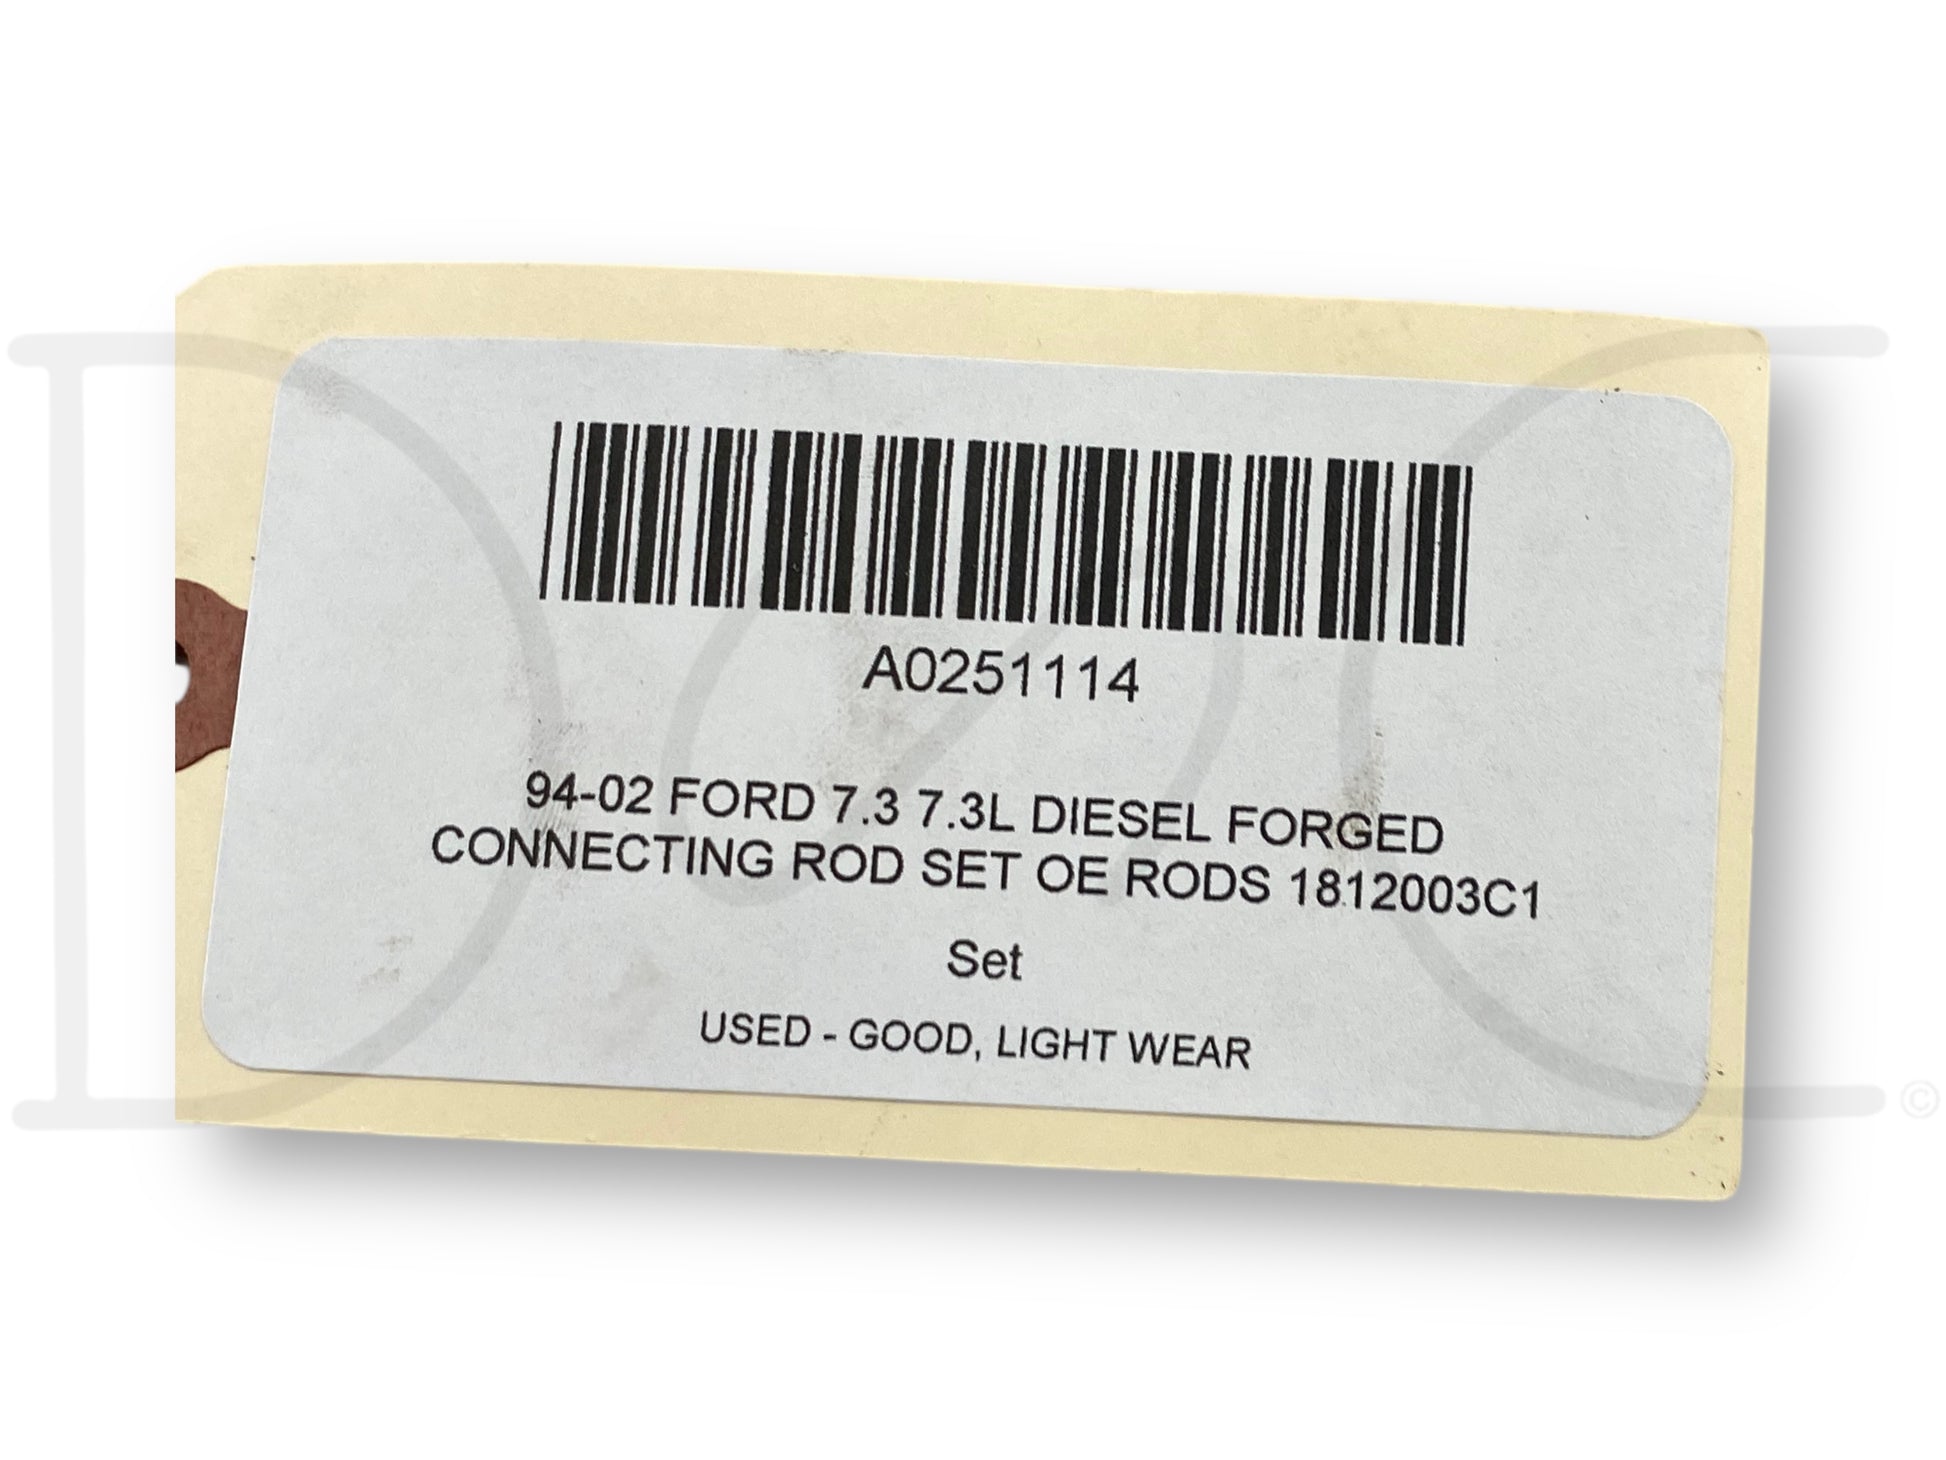 A0251114
94-02 FORD 7.3 7.3L DIESEL FORGED
CONNECTING ROD SET OE RODS 1812003C1
Set
USED - GOOD, LIGHT WEAR
©